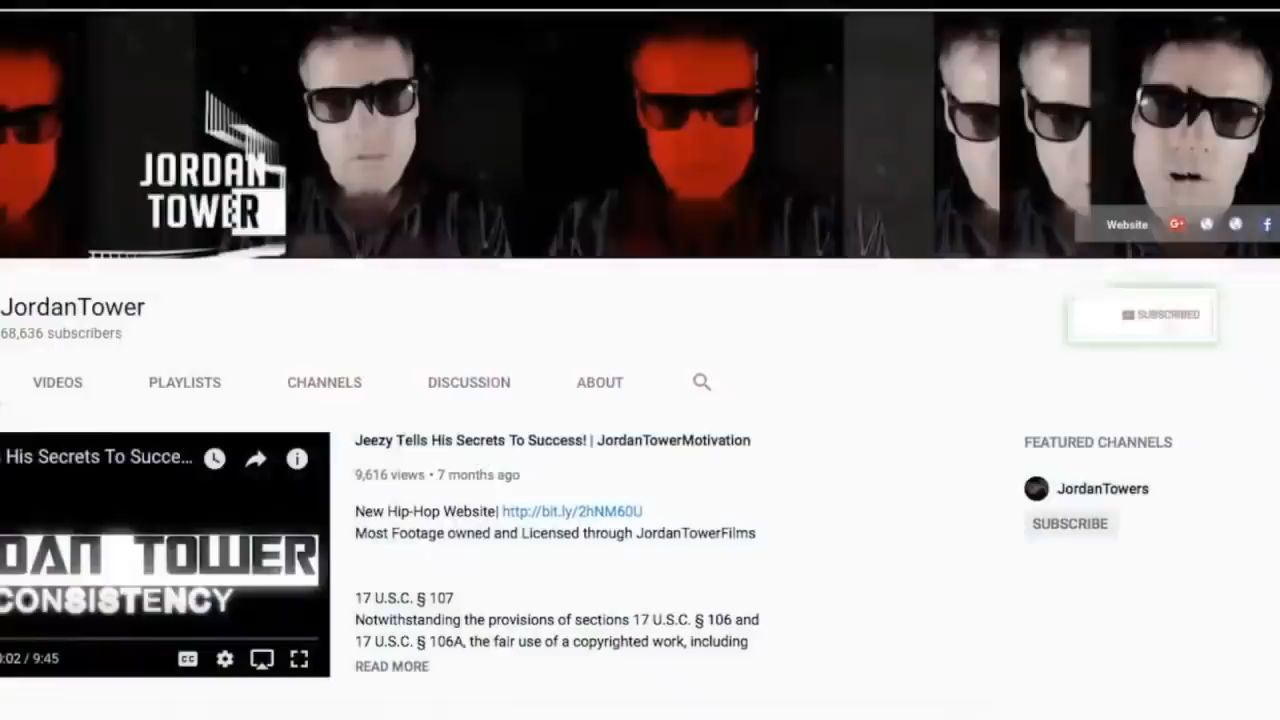 JORDAN
TOWER
Website
JordanTower
68,636 subscribers
SUBSCRIBED
VIDEOS PLAYLISTS CHANNELS DISCUSSION ABOUT
His Secrets To Succe...
DAN TOWER
CONSISTENCY
0:02 / 9:45
Jeezy Tells His Secrets To Success! | JordanTowerMotivation
9,616 views • 7 months ago
New Hip-Hop Website| http://bit.ly/2hNM60U
Most Footage owned and Licensed through JordanTowerFilms
17 U.S.C. § 107
Notwithstanding the provisions of sections 17 U.S.C. § 106 and
17 U.S.C. § 106A, the fair use of a copyrighted work, including
READ MORE
FEATURED CHANNELS
JordanTowers
SUBSCRIBE